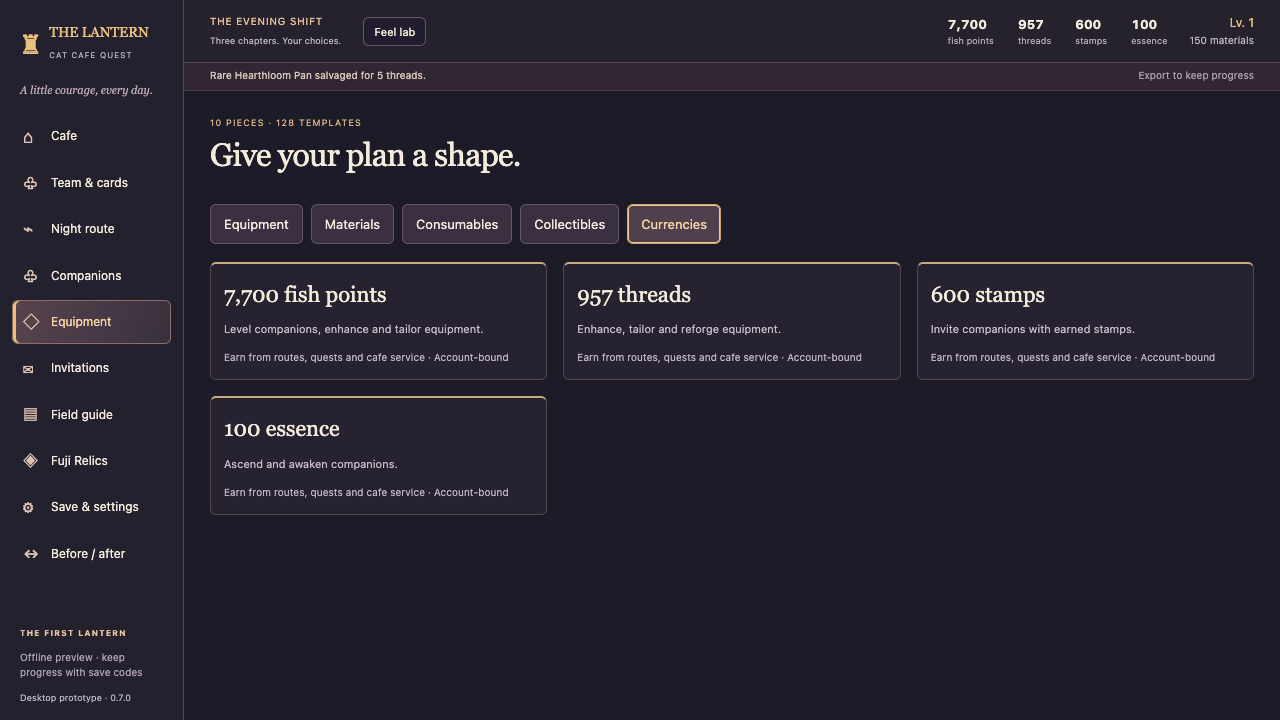 THE LANTERN
CAT CAFE QUEST
A little courage, every day.
Cafe
Team & cards
Night route
Companions
Equipment
Invitations
Field guide
Fuji Relics
Save & settings
Before / after
THE FIRST LANTERN
Offline preview · keep
progress with save codes
Desktop prototype · 0.7.0
THE EVENING SHIFT
Three chapters. Your choices.
Feel lab
7,700
fish points
957
threads
600
stamps
100
essence
Lv. 1
150 materials
Rare Hearthloom Pan salvaged for 5 threads.
Export to keep progress
10 PIECES · 128 TEMPLATES
Give your plan a shape.
Equipment
Materials
Consumables
Collectibles
Currencies
7,700 fish points
Level companions, enhance and tailor equipment.
Earn from routes, quests and cafe service · Account-bound
957 threads
Enhance, tailor and reforge equipment.
Earn from routes, quests and cafe service · Account-bound
600 stamps
Invite companions with earned stamps.
Earn from routes, quests and cafe service · Account-bound
100 essence
Ascend and awaken companions.
Earn from routes, quests and cafe service · Account-bound